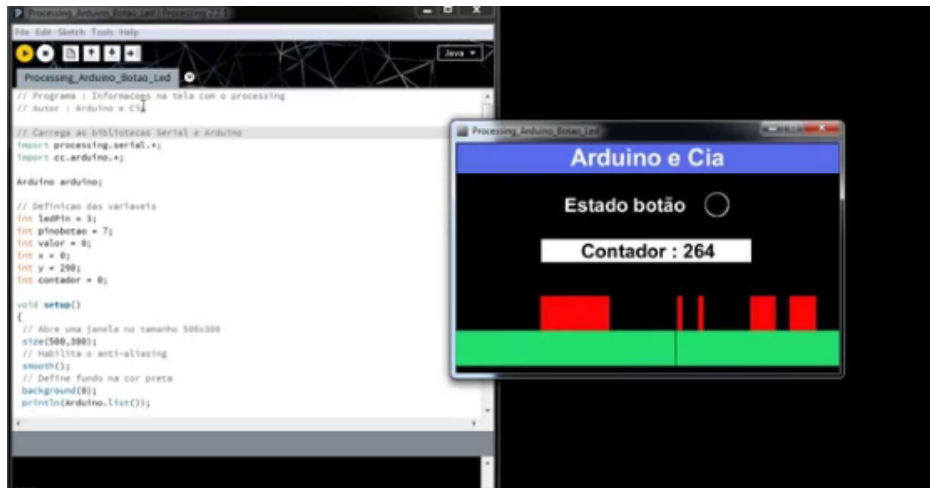 Processing_Arduino_Botao_Led | Processing 2.2.1
File Edit Sketch Tools Help
Java
Processing_Arduino_Botao_Led
// Programa : Informacoes na tela com o processing
// Autor : Arduino e Cia
// Carrega as bibliotecas Serial e Arduino
import processing.serial.*;
import cc.arduino.*;
Arduino arduino;
// Definicao das variaveis
int ledPin = 3;
int pinobotao = 7;
int valor = 0;
int x = 0;
int y = 290;
int contador = 0;
void setup()
{
// Abre uma janela no tamanho 500x300
size(500,300);
// Habilita o anti-aliasing
smooth();
// Define fundo na cor preta
background(0);
println(Arduino.list());
Processing_Arduino_Botao_Led
Arduino e Cia
Estado botão
Contador : 264